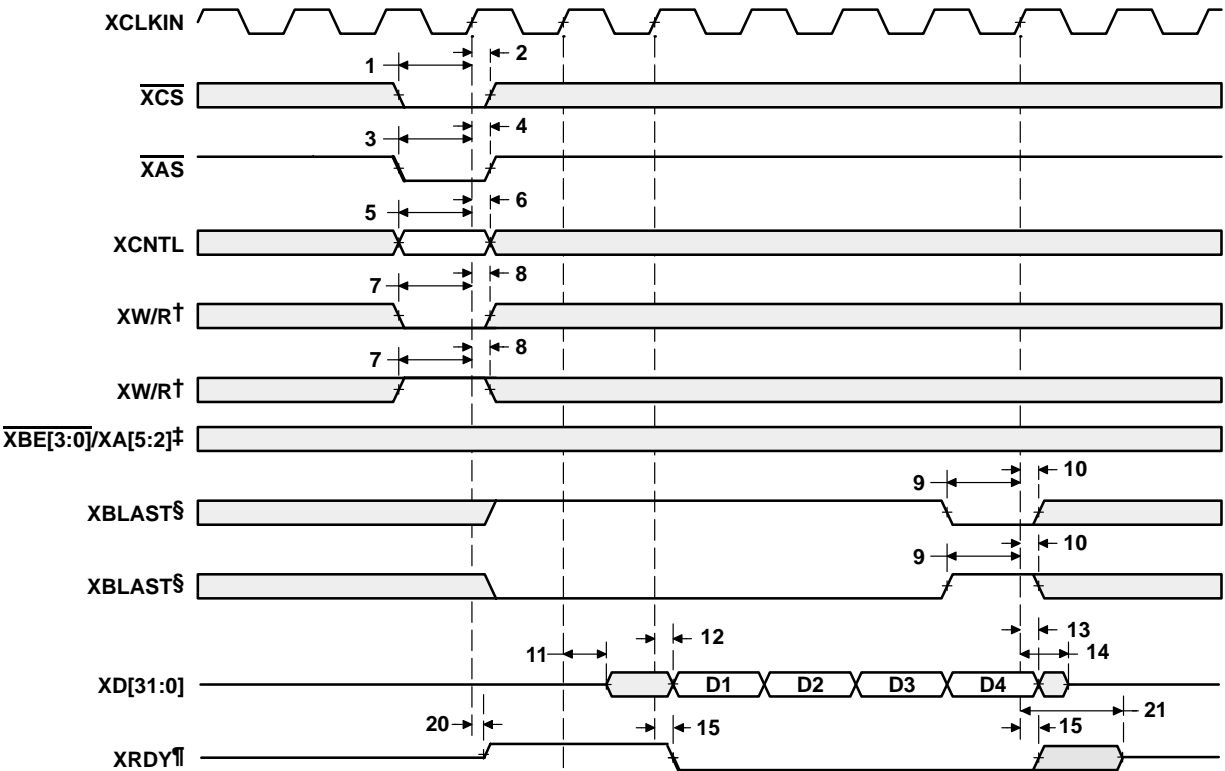 XCLKIN
2
1
XCS
4
3
XAS
6
5
XCNTL
8
7
XW/R†
8
7
XW/R†
XBE[3:0]/XA[5:2]‡
10
9
XBLAST§
10
9
XBLAST§
13
12
14
11
XD[31:0] D1 D2 D3 D4
21
20 15 15
XRDY¶